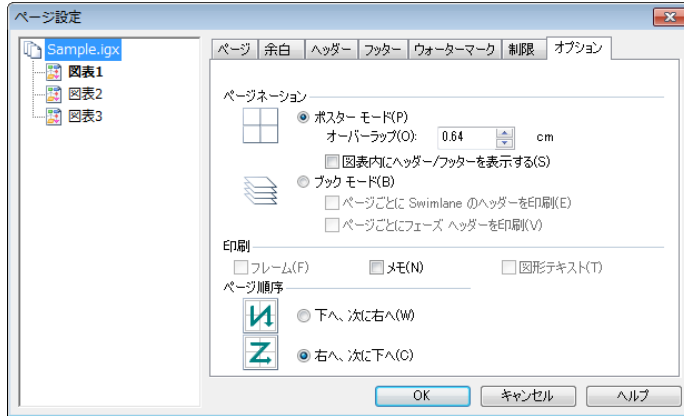 ページ設定
Sample.igx
図表1
図表2
図表3
ページ 余白 ヘッダー フッター ウォーターマーク 制限 オプション
ページネーション
ポスター モード(P)
オーバーラップ(O): 0.64 cm
図表内にヘッダー/フッターを表示する(S)
ブック モード(B)
ページごとに Swimlane のヘッダーを印刷(E)
ページごとにフェーズ ヘッダーを印刷(V)
印刷
フレーム(F) メモ(N) 図形テキスト(T)
ページ順序
下へ、次に右へ(W)
右へ、次に下へ(C)
OK キャンセル ヘルプ